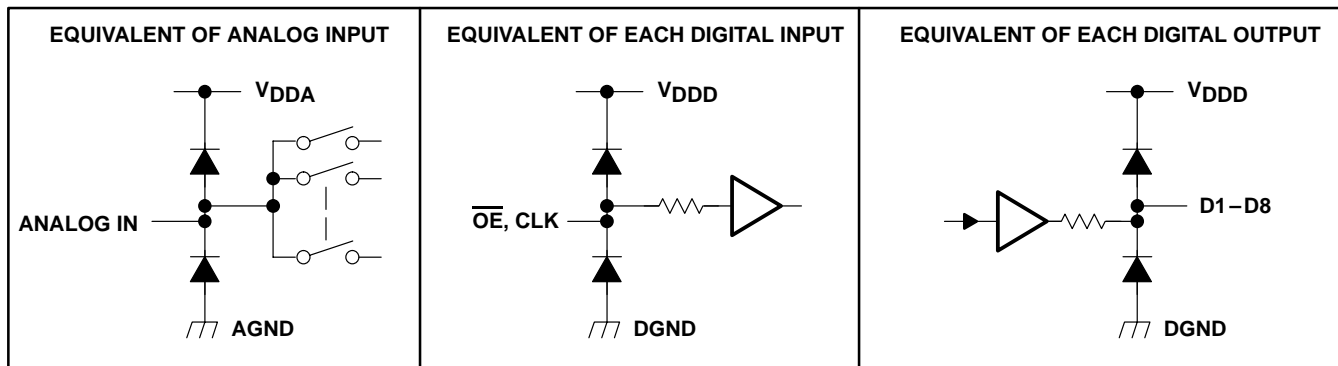 EQUIVALENT OF ANALOG INPUT
VDDA
ANALOG IN
AGND
EQUIVALENT OF EACH DIGITAL INPUT
VDDD
OE, CLK
DGND
EQUIVALENT OF EACH DIGITAL OUTPUT
VDDD
D1–D8
DGND